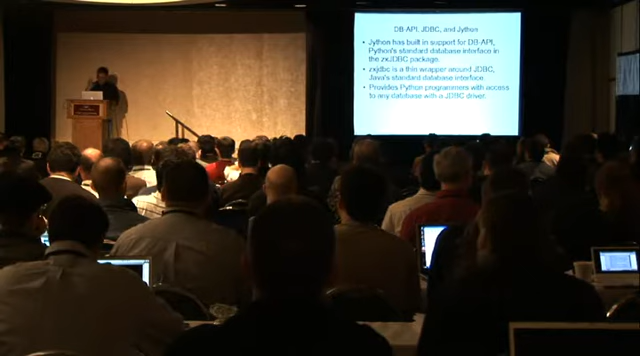 DB API, JDBC, and Jython
• Jython has built in support for DB-API,
Python's standard database interface in
the zxJDBC package.
• zxjdbc is a thin wrapper around JDBC,
Java's standard database interface.
• Provides Python programmers with access
to any database with a JDBC driver.